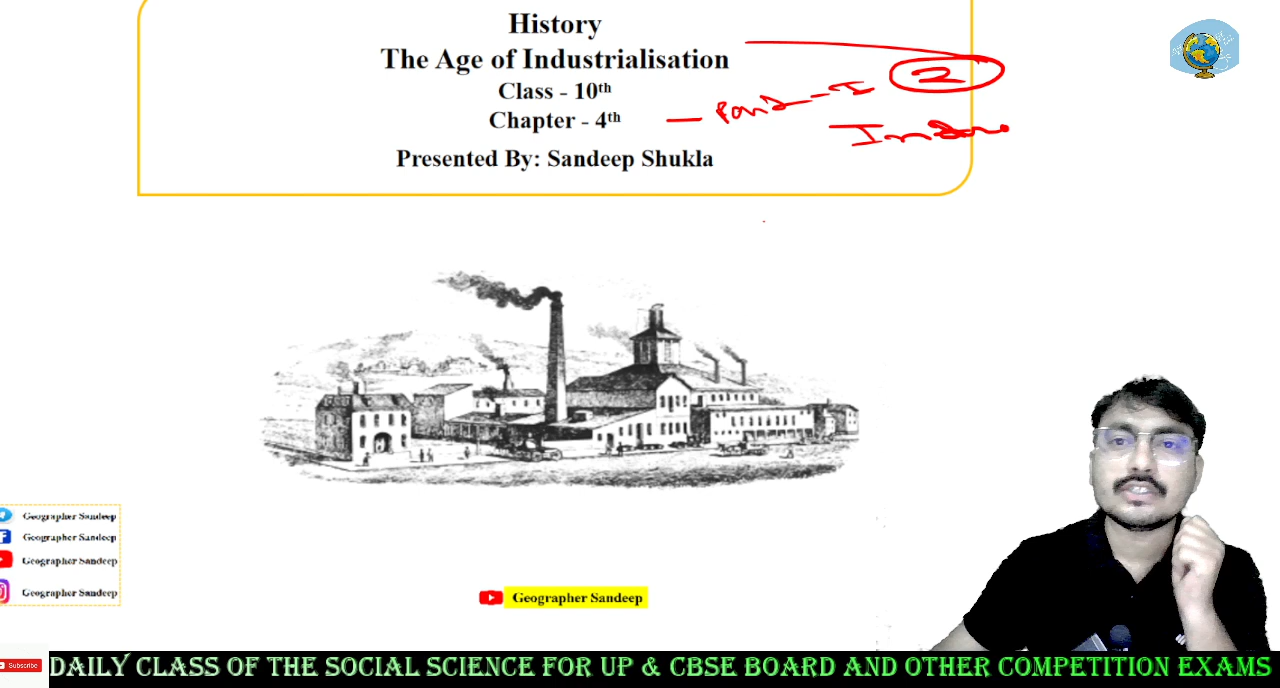 History
The Age of Industrialisation
Class - 10th
Chapter - 4th
Presented By: Sandeep Shukla
2
Geographer Sandeep
Geographer Sandeep
Geographer Sandeep
Geographer Sandeep
Geographer Sandeep
Subscribe
DAILY CLASS OF THE SOCIAL SCIENCE FOR UP & CBSE BOARD AND OTHER COMPETITION EXAMS